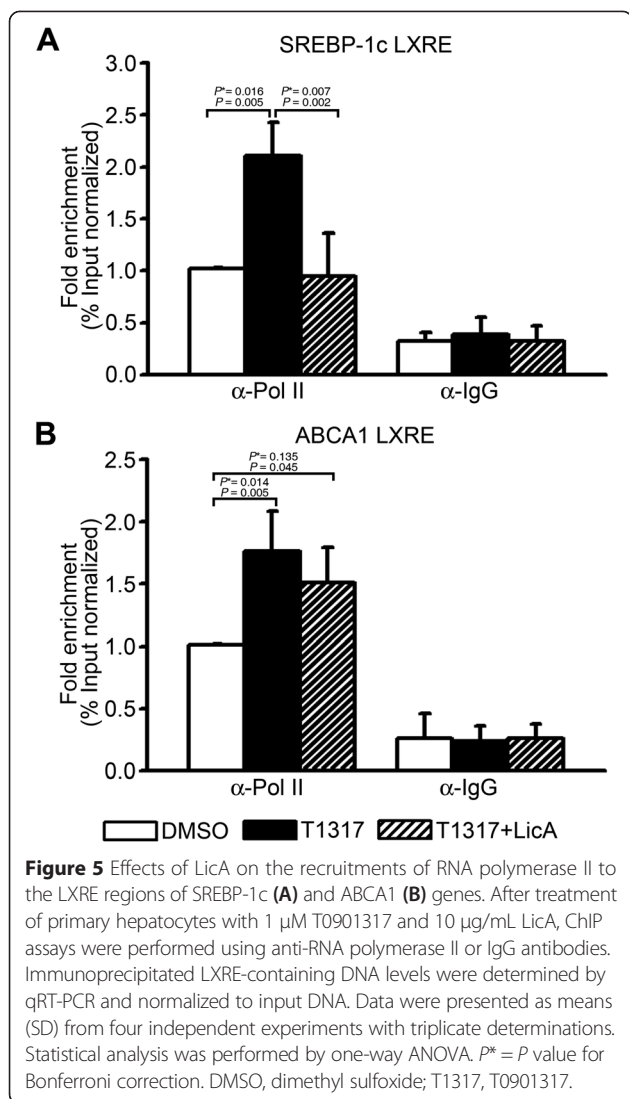 A
SREBP-1c LXRE
3.0
2.5
2.0
1.5
1.0
0.5
0.0
Fold enrichment
(% Input normalized)
P*= 0.016
P = 0.005
P*= 0.007
P = 0.002
α-Pol II
α-IgG
B
ABCA1 LXRE
2.5
2.0
1.5
1.0
0.5
0.0
Fold enrichment
(% Input normalized)
P*= 0.135
P = 0.045
P*= 0.014
P = 0.005
α-Pol II
α-IgG
DMSO
T1317
T1317+LicA
Figure 5 Effects of LicA on the recruitments of RNA polymerase II to
the LXRE regions of SREBP-1c (A) and ABCA1 (B) genes. After treatment
of primary hepatocytes with 1 μM T0901317 and 10 μg/mL LicA, ChIP
assays were performed using anti-RNA polymerase II or IgG antibodies.
Immunoprecipitated LXRE-containing DNA levels were determined by
qRT-PCR and normalized to input DNA. Data were presented as means
(SD) from four independent experiments with triplicate determinations.
Statistical analysis was performed by one-way ANOVA. P* = P value for
Bonferroni correction. DMSO, dimethyl sulfoxide; T1317, T0901317.